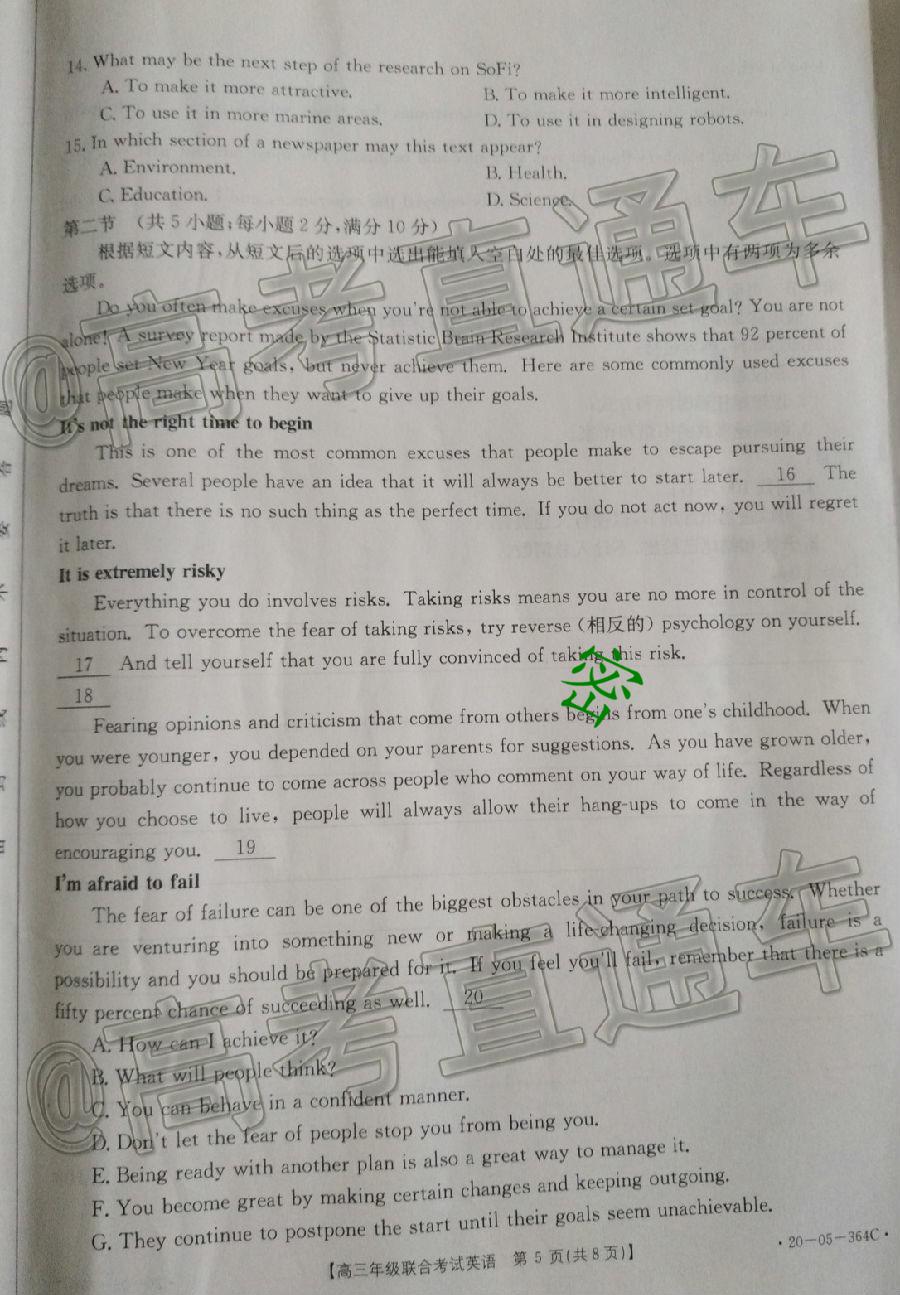 14. What may be the next step of the research on SoFi?
A. To make it more attractive.    B. To make it more intelligent.
C. To use it in more marine areas.    D. To use it in designing robots.
15. In which section of a newspaper may this text appear?
A. Environment.    B. Health.
C. Education.    D. Science.
第二节 (共5小题;每小题2分,满分10分)
根据短文内容,从短文后的选项中选出能填入空白处的最佳选项。选项中有两项为多余
选项。
Do you often make excuses when you're not able to achieve a certain set goal? You are not
alone! A survey report made by the Statistic Brain Research Institute shows that 92 percent of
people set New Year goals, but never achieve them. Here are some commonly used excuses
that people make when they want to give up their goals.
It's not the right time to begin
This is one of the most common excuses that people make to escape pursuing their
dreams. Several people have an idea that it will always be better to start later. 16 The
truth is that there is no such thing as the perfect time. If you do not act now, you will regret
it later.
It is extremely risky
Everything you do involves risks. Taking risks means you are no more in control of the
situation. To overcome the fear of taking risks, try reverse (相反的) psychology on yourself.
17 And tell yourself that you are fully convinced of taking this risk.
18
Fearing opinions and criticism that come from others begins from one's childhood. When
you were younger, you depended on your parents for suggestions. As you have grown older,
you probably continue to come across people who comment on your way of life. Regardless of
how you choose to live, people will always allow their hang-ups to come in the way of
encouraging you. 19
I'm afraid to fail
The fear of failure can be one of the biggest obstacles in your path to success. Whether
you are venturing into something new or making a life-changing decision, failure is a
possibility and you should be prepared for it. If you feel you'll fail, remember that there is a
fifty percent chance of succeeding as well. 20
A. How can I achieve it?
B. What will people think?
C. You can behave in a confident manner.
D. Don't let the fear of people stop you from being you.
E. Being ready with another plan is also a great way to manage it.
F. You become great by making certain changes and keeping outgoing.
G. They continue to postpone the start until their goals seem unachievable.
【高三年级联合考试英语 第5页(共8页)】
·20-05-364C·
@高考直通车
@高考直通车
密